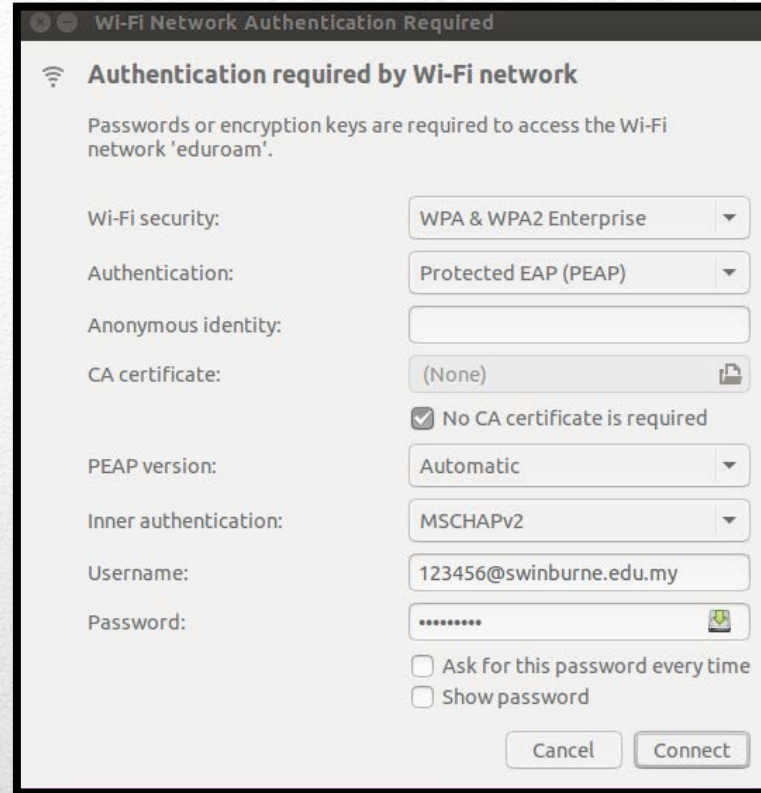 Wi-Fi Network Authentication Required
Authentication required by Wi-Fi network
Passwords or encryption keys are required to access the Wi-Fi
network 'eduroam'.
Wi-Fi security: WPA & WPA2 Enterprise
Authentication: Protected EAP (PEAP)
Anonymous identity:
CA certificate: (None)
No CA certificate is required
PEAP version: Automatic
Inner authentication: MSCHAPv2
Username: 123456@swinburne.edu.my
Password: •••••••••
Ask for this password every time
Show password
Cancel Connect